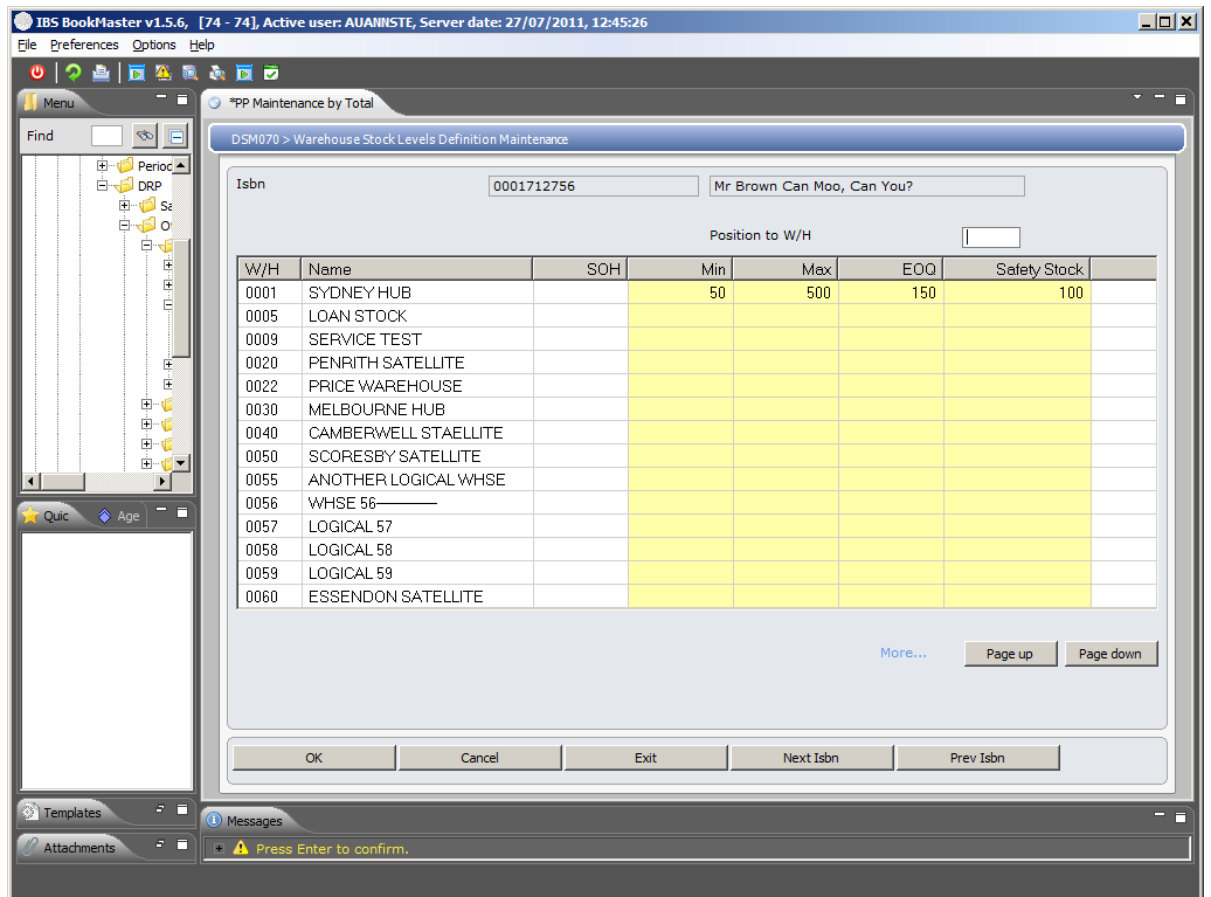 IBS BookMaster v1.5.6, [74 - 74], Active user: AUANNSTE, Server date: 27/07/2011, 12:45:26
File Preferences Options Help
Menu
*PP Maintenance by Total
Find
DSM070 > Warehouse Stock Levels Definition Maintenance
Period
DRP
Sa
O
Isbn 0001712756 Mr Brown Can Moo, Can You?
Position to W/H
W/H Name SOH Min Max EOQ Safety Stock
0001 SYDNEY HUB 50 500 150 100
0005 LOAN STOCK
0009 SERVICE TEST
0020 PENRITH SATELLITE
0022 PRICE WAREHOUSE
0030 MELBOURNE HUB
0040 CAMBERWELL STAELLITE
0050 SCORESBY SATELLITE
0055 ANOTHER LOGICAL WHSE
0056 WHSE 56-----------
0057 LOGICAL 57
0058 LOGICAL 58
0059 LOGICAL 59
0060 ESSENDON SATELLITE
More... Page up Page down
Quic Age
OK Cancel Exit Next Isbn Prev Isbn
Templates
Attachments
Messages
Press Enter to confirm.